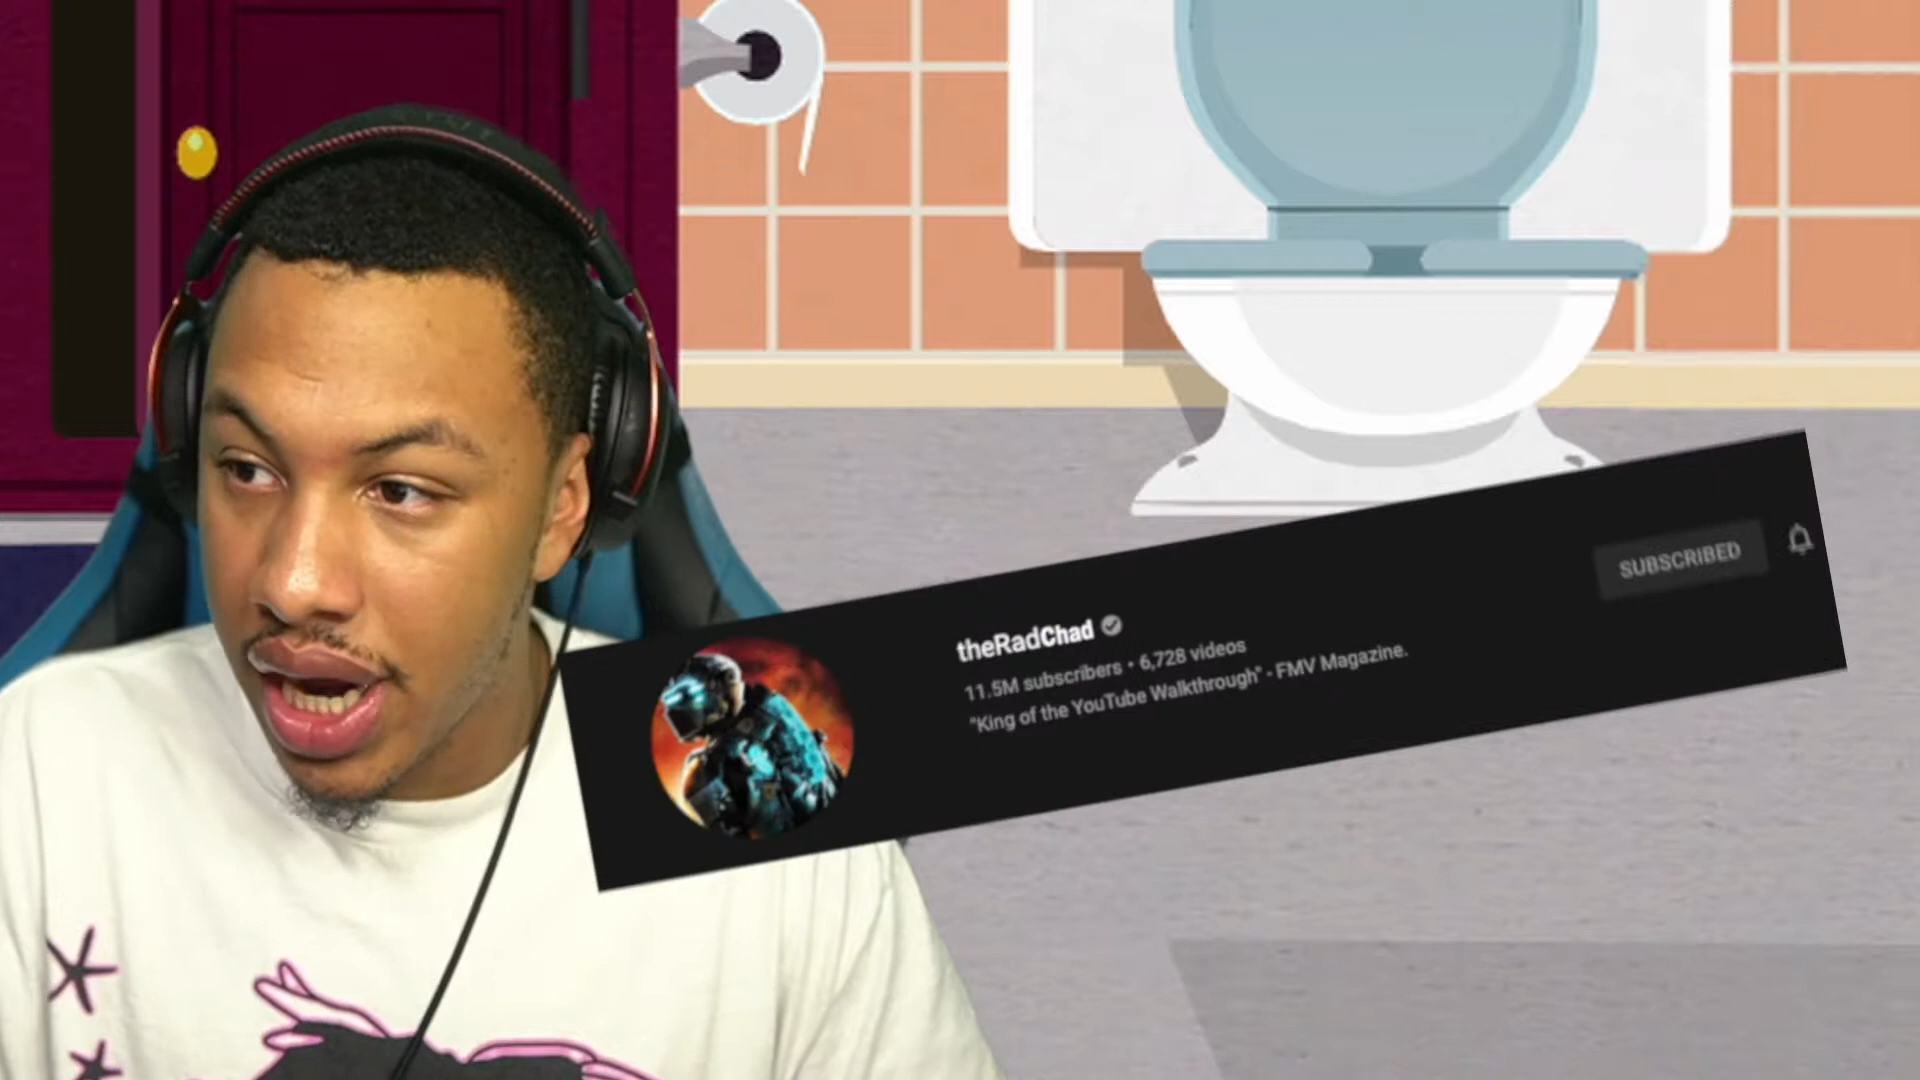 theRadChad
11.5M subscribers • 6,728 videos
"King of the YouTube Walkthrough" - FMV Magazine.
SUBSCRIBED